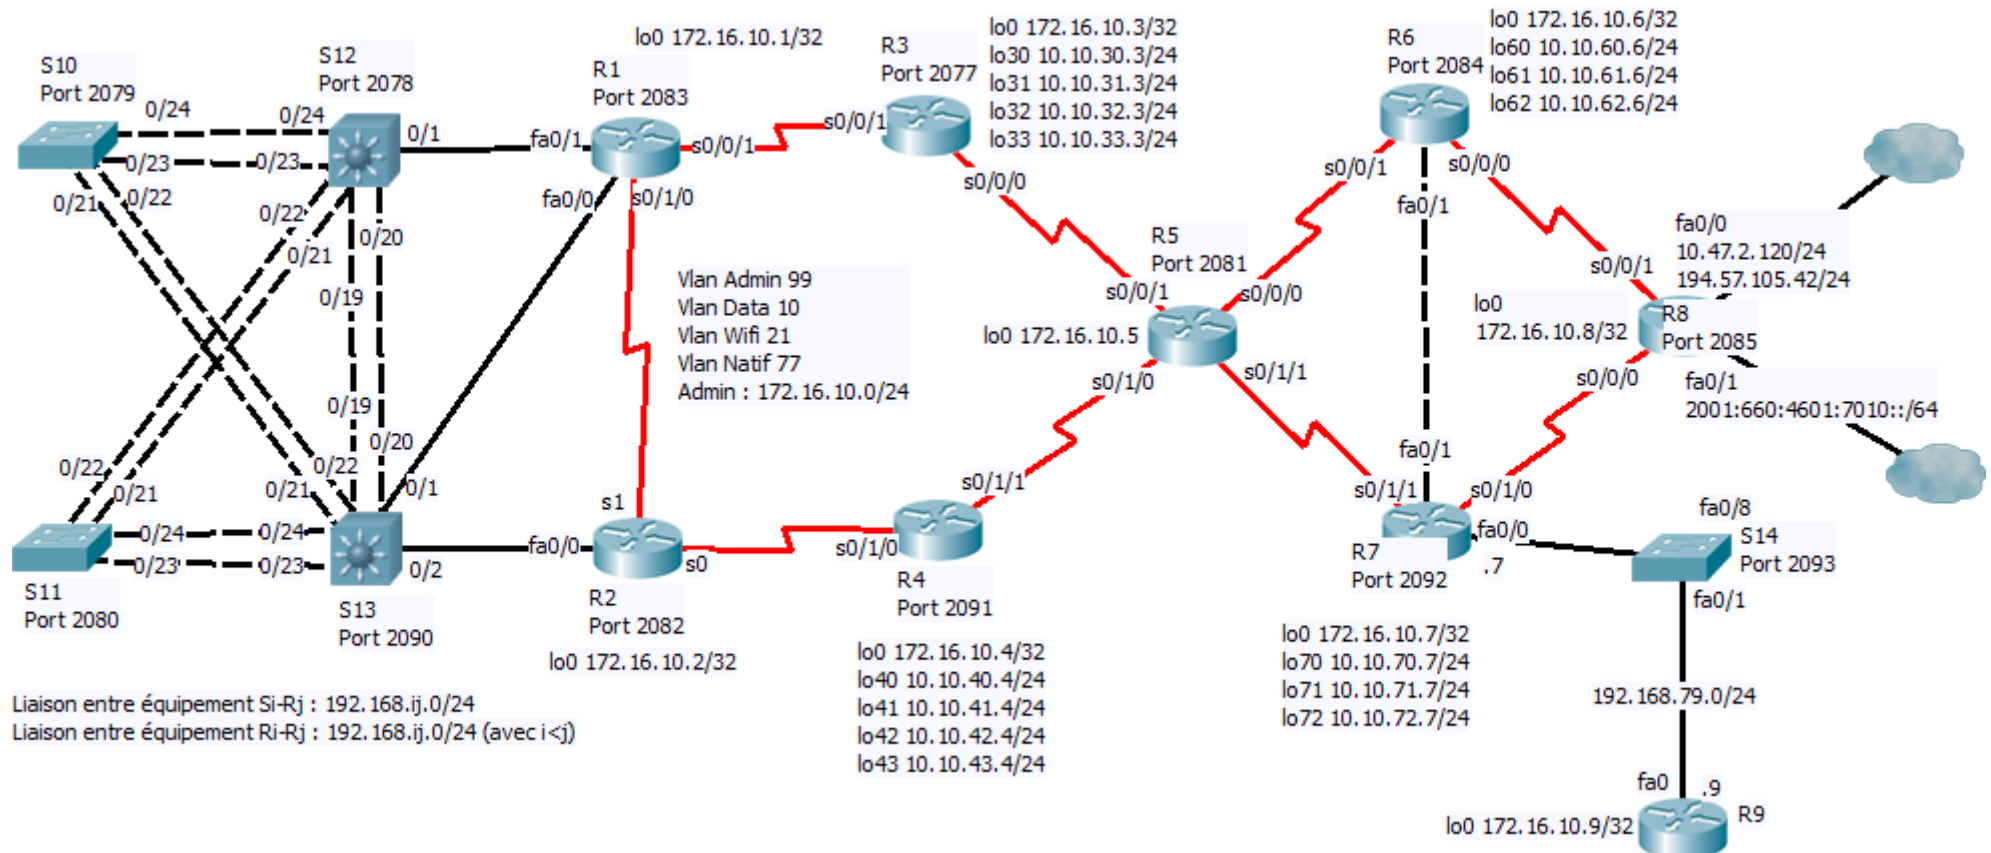 S10
Port 2079
0/24
0/24
0/23
0/23
0/21
0/22
S12
Port 2078
0/1
0/22
0/21
0/20
0/19
lo0 172.16.10.1/32
R1
Port 2083
fa0/1
fa0/0
s0/0/1
s0/1/0
R3
Port 2077
s0/0/1
s0/0/0
lo0 172.16.10.3/32
lo30 10.10.30.3/24
lo31 10.10.31.3/24
lo32 10.10.32.3/24
lo33 10.10.33.3/24
Vlan Admin 99
Vlan Data 10
Vlan Wifi 21
Vlan Natif 77
Admin : 172.16.10.0/24
R5
Port 2081
s0/0/1
s0/0/0
lo0 172.16.10.5
s0/1/0
s0/1/1
R6
Port 2084
lo0 172.16.10.6/32
lo60 10.10.60.6/24
lo61 10.10.61.6/24
lo62 10.10.62.6/24
s0/0/1
s0/0/0
fa0/1
fa0/0
10.47.2.120/24
194.57.105.42/24
s0/0/1
lo0
172.16.10.8/32
R8
Port 2085
s0/0/0
fa0/1
2001:660:4601:7010::/64
0/19
0/20
0/22
0/21
0/22
0/21
0/1
0/24
0/24
0/23
0/23
0/2
S11
Port 2080
S13
Port 2090
s1
fa0/0
s0
R2
Port 2082
lo0 172.16.10.2/32
s0/1/1
s0/1/0
R4
Port 2091
lo0 172.16.10.4/32
lo40 10.10.40.4/24
lo41 10.10.41.4/24
lo42 10.10.42.4/24
lo43 10.10.43.4/24
fa0/1
s0/1/1
s0/1/0
fa0/0
.7
R7
Port 2092
lo0 172.16.10.7/32
lo70 10.10.70.7/24
lo71 10.10.71.7/24
lo72 10.10.72.7/24
fa0/8
S14
Port 2093
fa0/1
192.168.79.0/24
fa0
.9
R9
lo0 172.16.10.9/32
Liaison entre équipement Si-Rj : 192.168.ij.0/24
Liaison entre équipement Ri-Rj : 192.168.ij.0/24 (avec i<j)